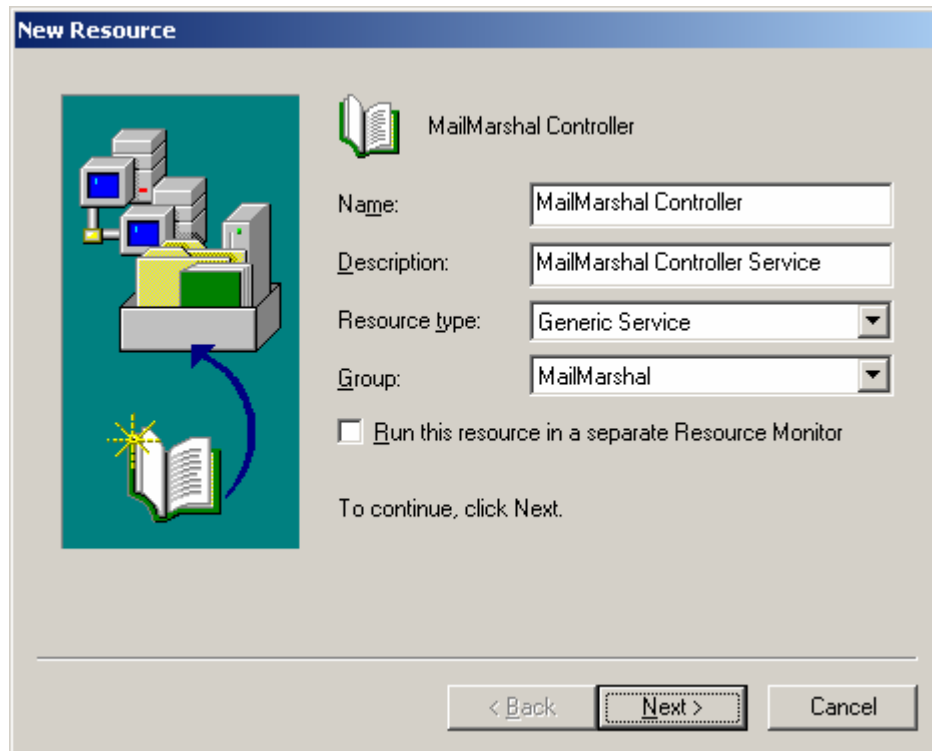 New Resource
MailMarshal Controller
Name: MailMarshal Controller
Description: MailMarshal Controller Service
Resource type: Generic Service
Group: MailMarshal
Run this resource in a separate Resource Monitor
To continue, click Next.
< Back Next > Cancel